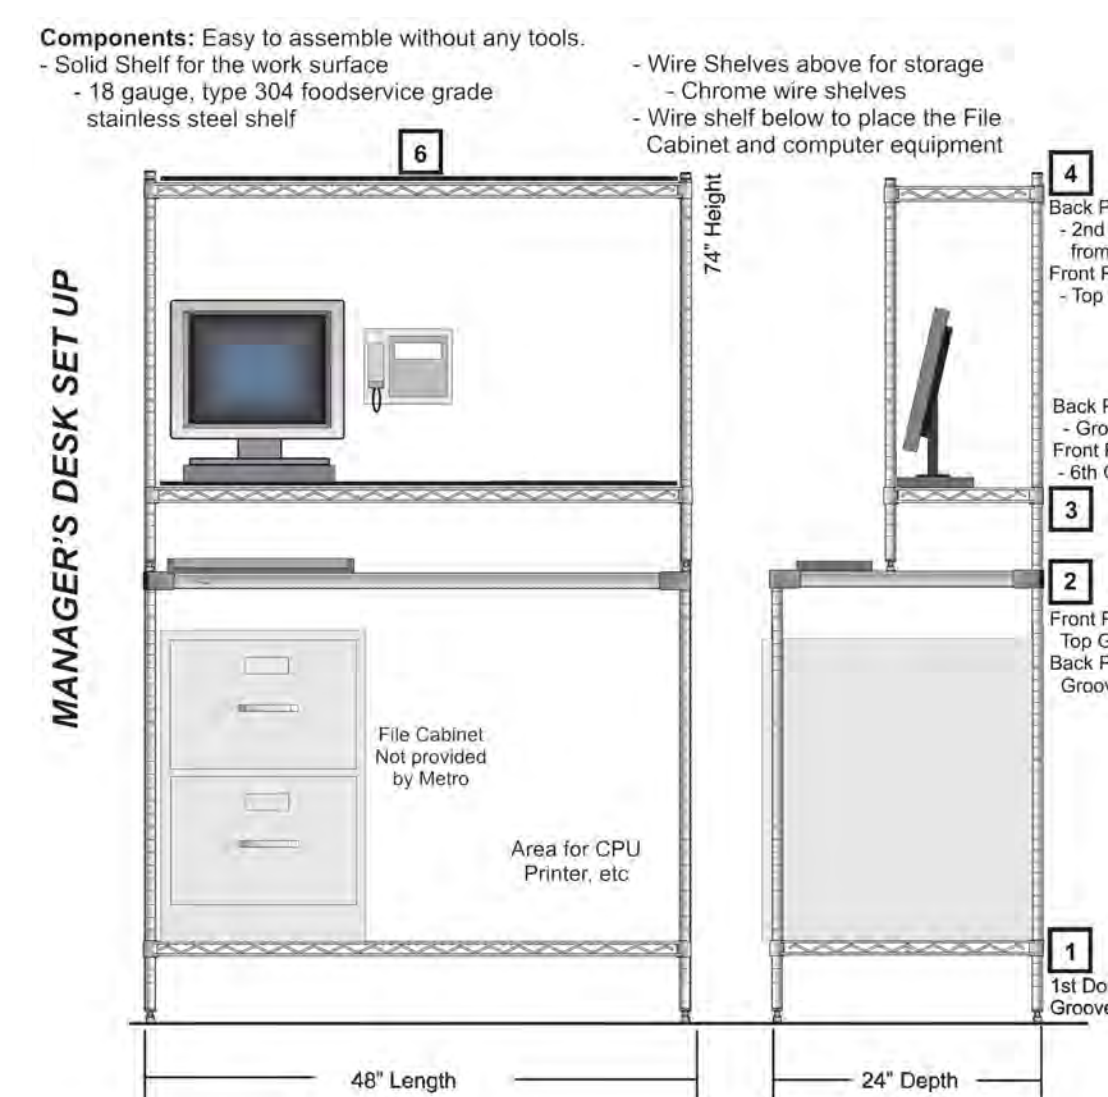 Components: Easy to assemble without any tools.
- Solid Shelf for the work surface
- 18 gauge, type 304 foodservice grade
stainless steel shelf
- Wire Shelves above for storage
- Chrome wire shelves
- Wire shelf below to place the File
Cabinet and computer equipment
6
MANAGER'S DESK SET UP
74" Height
4
Back
- 2nd
from
Front
- Top
Back
Front
- 6th
3
2
Front
Top
Back
File Cabinet
Not provided
by Metro
Area for CPU
Printer, etc
1
1st
48" Length
24" Depth